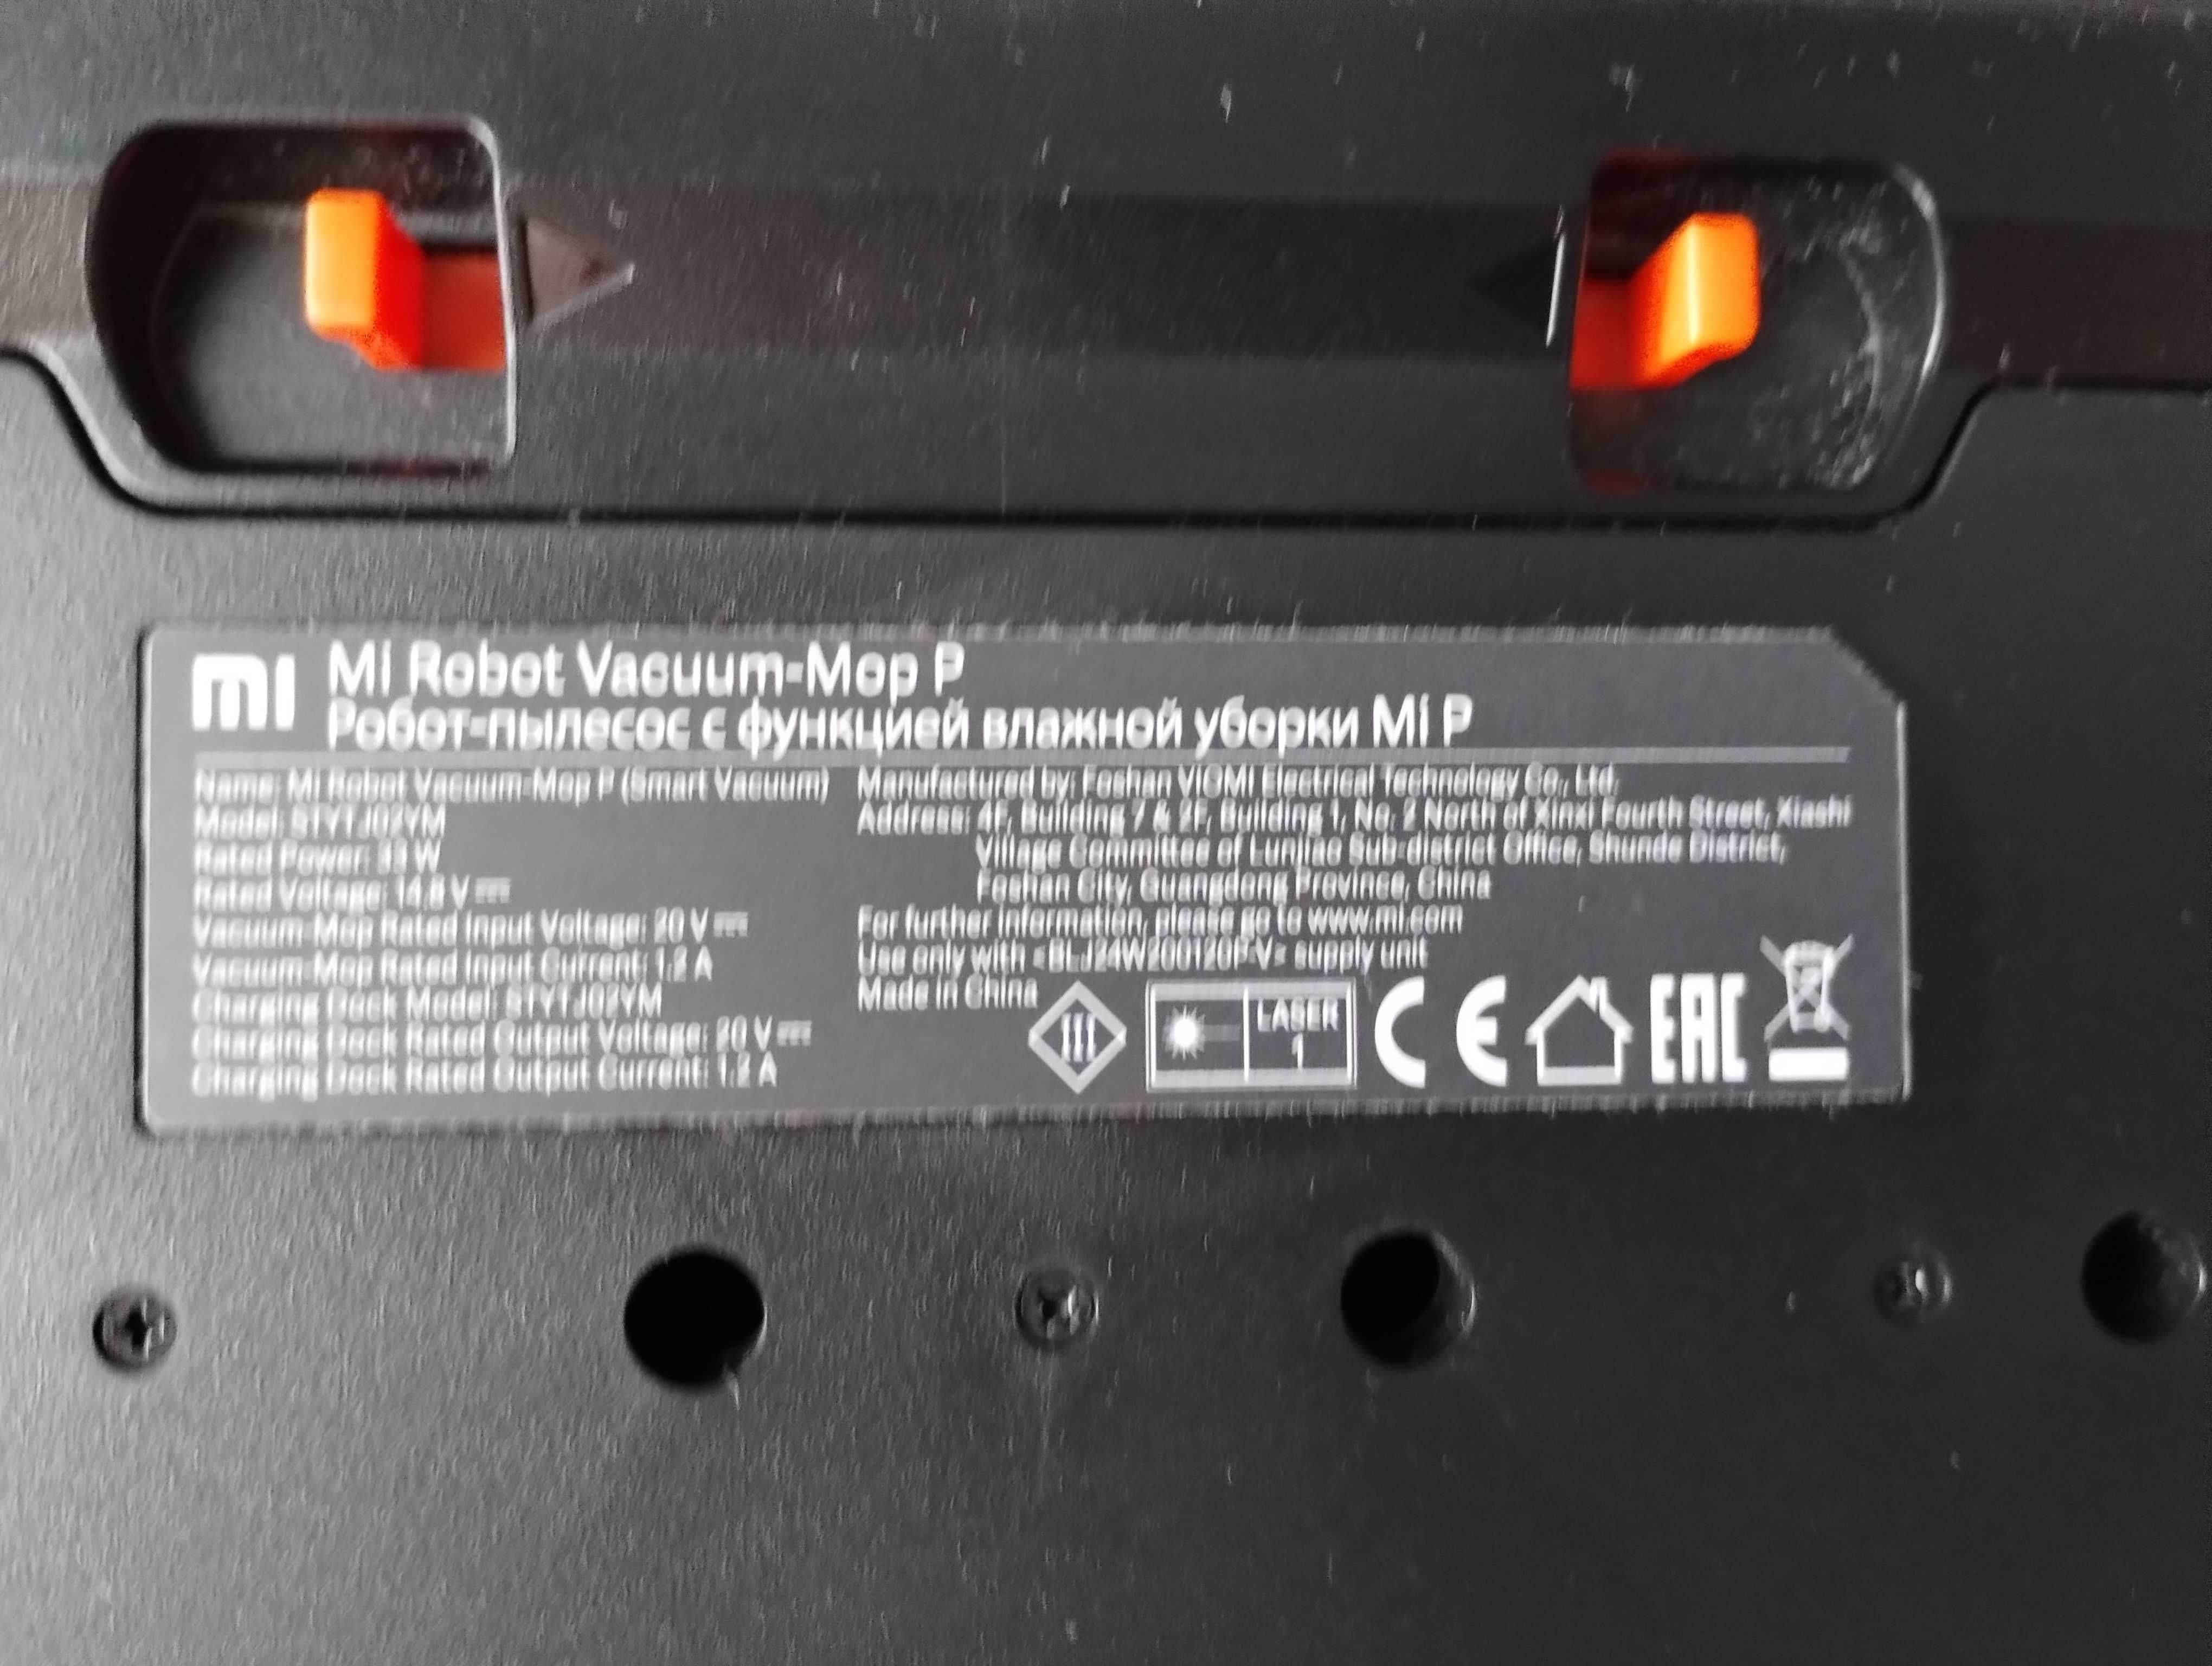 mi
Mi Robot Vacuum-Mop P
Робот-пылесос с функцией влажной уборки Mi P
Name: Mi Robot Vacuum-Mop P (Smart Vacuum)
Model: STYTJ02YM
Rated Power: 33 W
Rated Voltage: 14.8 V
Vacuum-Mop Rated Input Voltage: 20 V
Vacuum-Mop Rated Input Current: 1.2 A
Charging Dock Model: STYTJ02YM
Charging Dock Rated Output Voltage: 20 V
Charging Dock Rated Output Current: 1.2 A
Manufactured by: Foshan VIOMI Electrical Technology Co., Ltd.
Address: 4F, Building 7 & 2F, Building 1, No. 2 North of Xinxi Fourth Street, Xiashi
Village Committee of Lunjiao Sub-district Office, Shunde District,
Foshan City, Guangdong Province, China
For further information, please go to www.mi.com
Use only with <BLJ24W200120P-V> supply unit
Made in China
III
LASER
1
CE
EAC